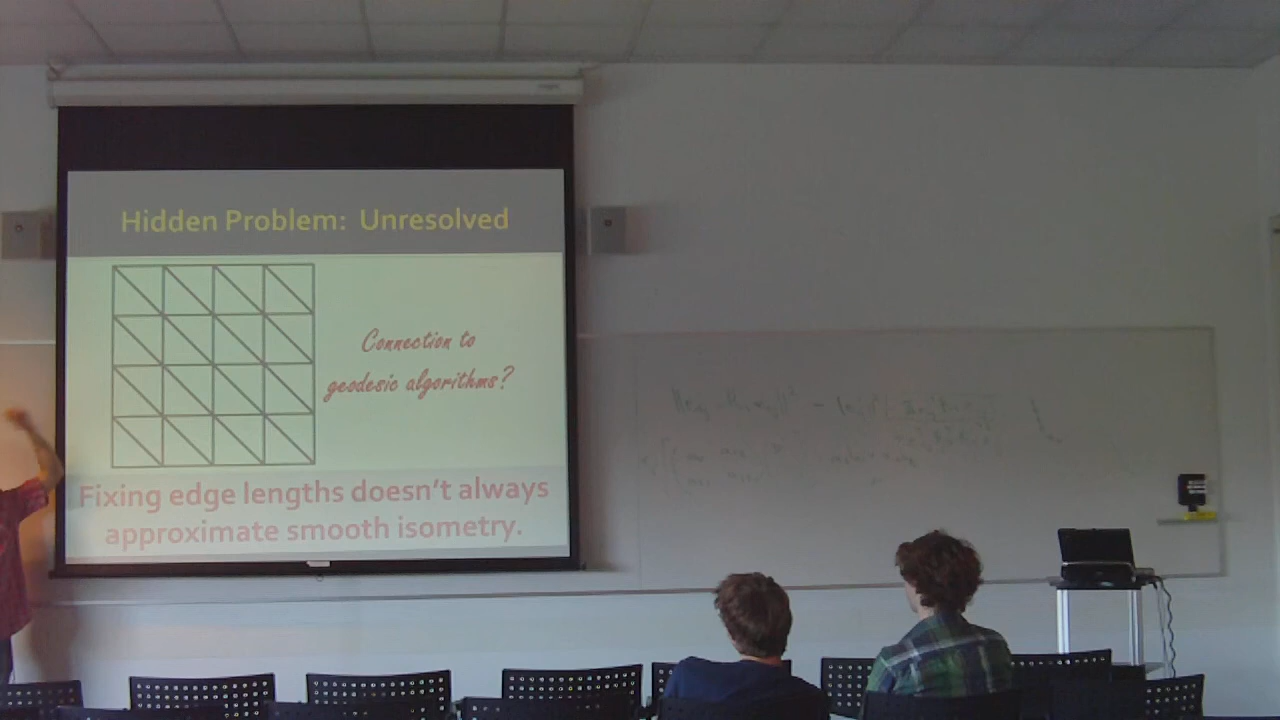 Hidden Problem: Unresolved
Connection to
geodesic algorithms?
Fixing edge lengths doesn't always
approximate smooth isometry.